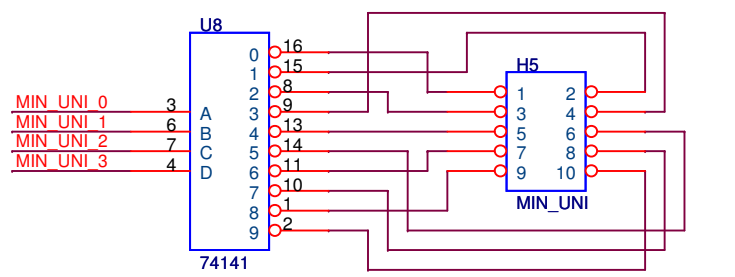 U8
MIN_UNI_0 3 A
MIN_UNI_1 6 B
MIN_UNI_2 7 C
MIN_UNI_3 4 D
0 16
1 15
2 8
3 9
4 13
5 14
6 11
7 10
8 1
9 2
74141
H5
1 2
3 4
5 6
7 8
9 10
MIN_UNI